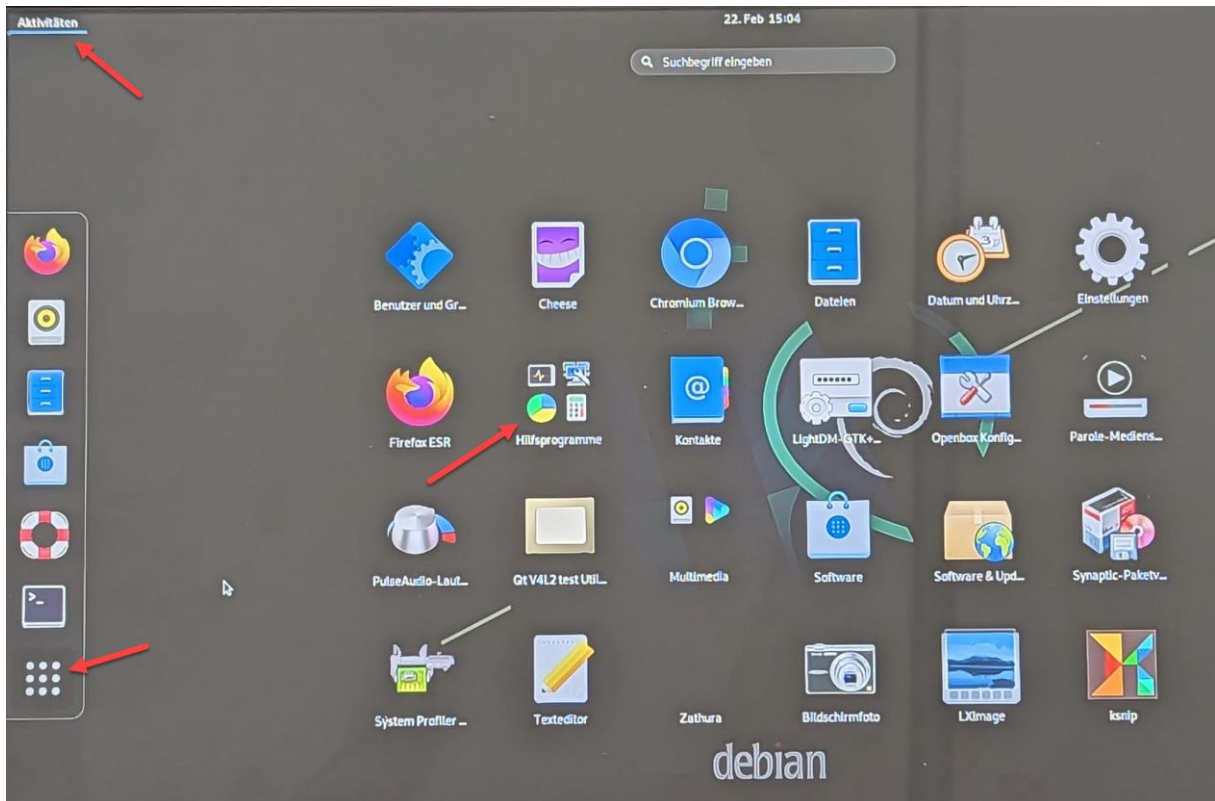 Aktivitäten
22. Feb 15:04
Suchbegriff eingeben
Benutzer und Gr...
Cheese
Chromium Brow...
Dateien
Datum und Uhrz...
Einstellungen
Firefox ESR
Hilfsprogramme
Kontakte
LightDM-GTK+...
Openbox Konfig...
Parole-Mediens...
PulseAudio-Laut...
Qt V4L2 test Util...
Multimedia
Software
Software & Upd...
Synaptic-Paketv...
System Profiler ...
Texteditor
Zathura
Bildschirmfoto
LXImage
ksnip
debian